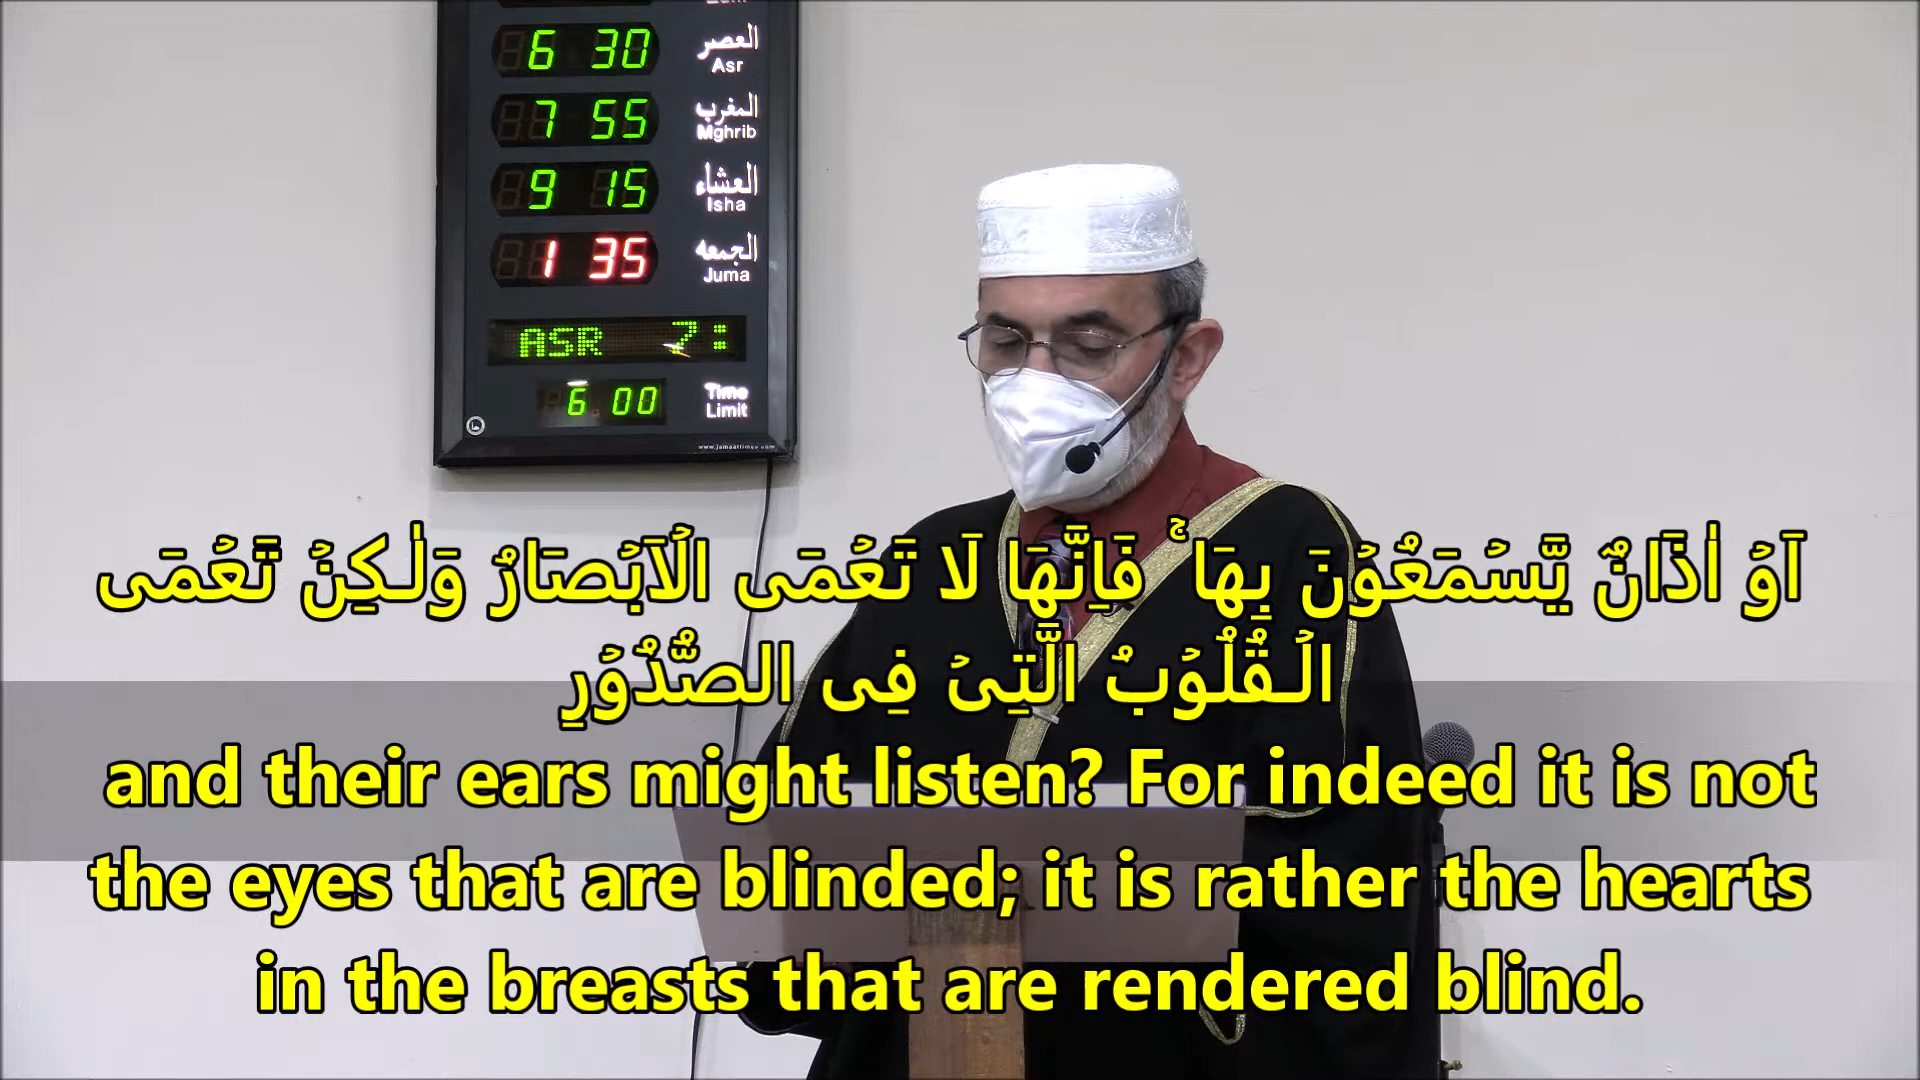 6 30 العصر
Asr
7 55 المغرب
Mghrib
9 15 العشاء
Isha
1 35 الجمعه
Juma
ASR 7:
6 00 Time
Limit
www.jamaattimes.com
اَوۡ اٰذَانٌ يَّسۡمَعُوۡنَ بِهَا‌ ۚ فَاِنَّهَا لَا تَعۡمَى الۡاَبۡصَارُ وَلٰـكِنۡ تَعۡمَى
الۡـقُلُوۡبُ الَّتِىۡ فِى الصُّدُوۡرِ
and their ears might listen? For indeed it is not
the eyes that are blinded; it is rather the hearts
in the breasts that are rendered blind.